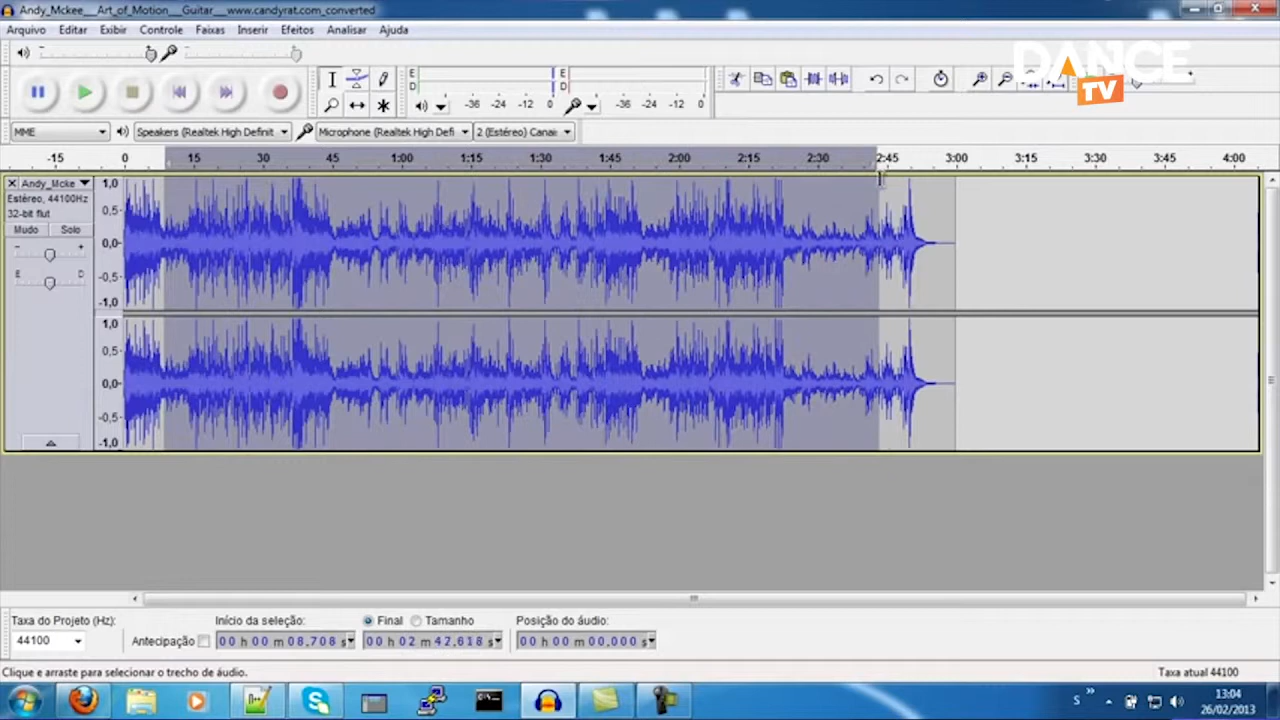 Andy_Mckee___Art_of_Motion___Guitar___www.candyrat.com_converted
Arquivo Editar Exibir Controle Faixas Inserir Efeitos Analisar Ajuda
DANCE
TV
E
D
-36 -24 -12 0
E
D
-36 -24 -12 0
MME Speakers (Realtek High Definit Microphone (Realtek High Defi 2 (Estéreo) Canai
-15 0 15 30 45 1:00 1:15 1:30 1:45 2:00 2:15 2:30 2:45 3:00 3:15 3:30 3:45 4:00
Andy_Mcke
Estéreo, 44100Hz
32-bit flut
Mudo Solo
- +
E D
1,0
0,5
0,0
-0,5
-1,0
1,0
0,5
0,0
-0,5
-1,0
Taxa do Projeto (Hz): Início da seleção: Final Tamanho Posição do áudio:
44100 Antecipação 00 h 00 m 08,708 s 00 h 02 m 42,618 s 00 h 00 m 00,000 s
Clique e arraste para selecionar o trecho de áudio. Taxa atual 44100
S
13:04
26/02/2013